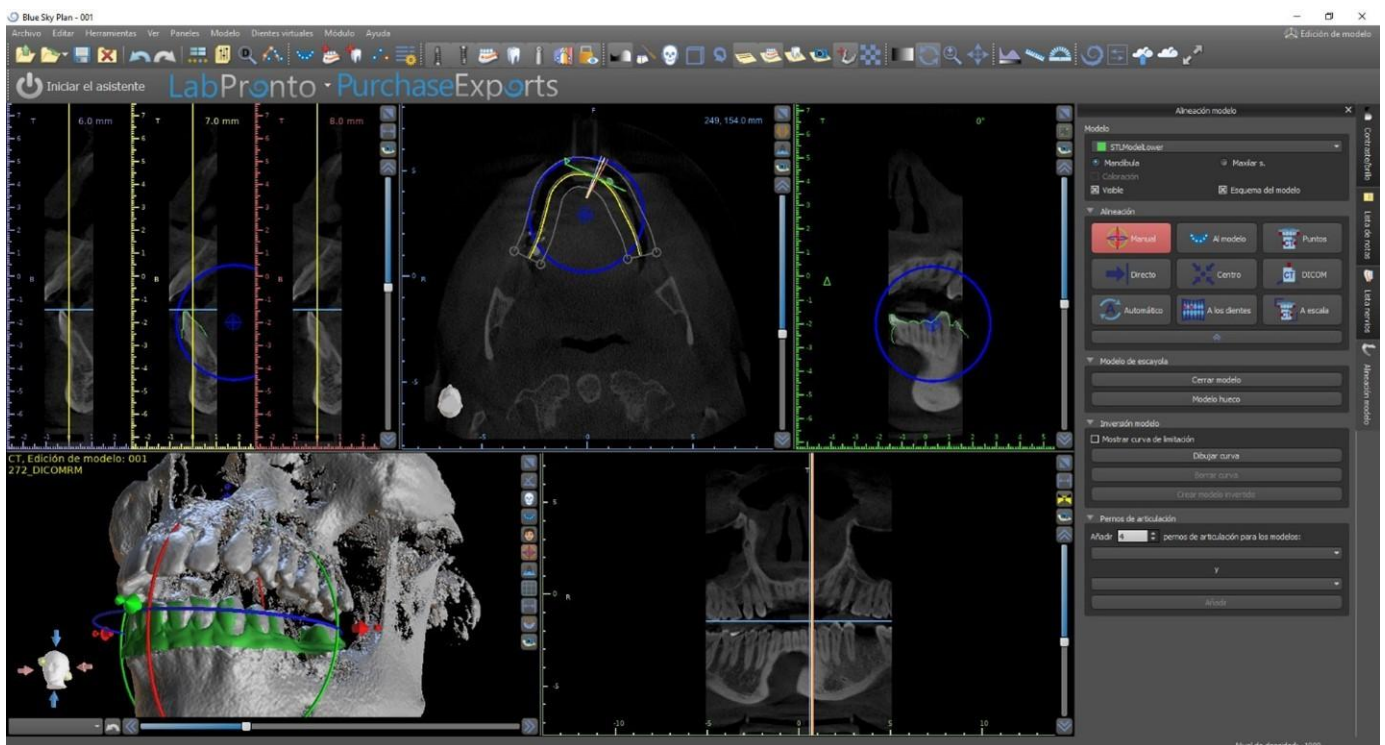 Blue Sky Plan - 001
Archivo Editar Herramientas Ver Paneles Modelo Dientes virtuales Módulo Ayuda
Edición de modelo
Iniciar el asistente
LabPronto PurchaseExports
T 6.0 mm T 7.0 mm T 8.0 mm
249, 154.0 mm
T 0°
R R R R
CT, Edición de modelo: 001
272_DICOMRM
R
Alineación modelo
Modelo
STLModelLower
Mandíbula Maxilar s.
Coloración
Visible Esquema del modelo
Alineación
Manual Al modelo Puntos
Directo Centro CT DICOM
Automático A los dientes A escala
Modelo de escayola
Cerrar modelo
Modelo hueco
Inversión modelo
Mostrar curva de limitación
Dibujar curva
Borrar curva
Crear modelo invertido
Pernos de articulación
Añadir 4 pernos de articulación para los modelos:
y
Añadir
Contraste/brillo
Lista de notas
Lista nervios
Alineación modelo